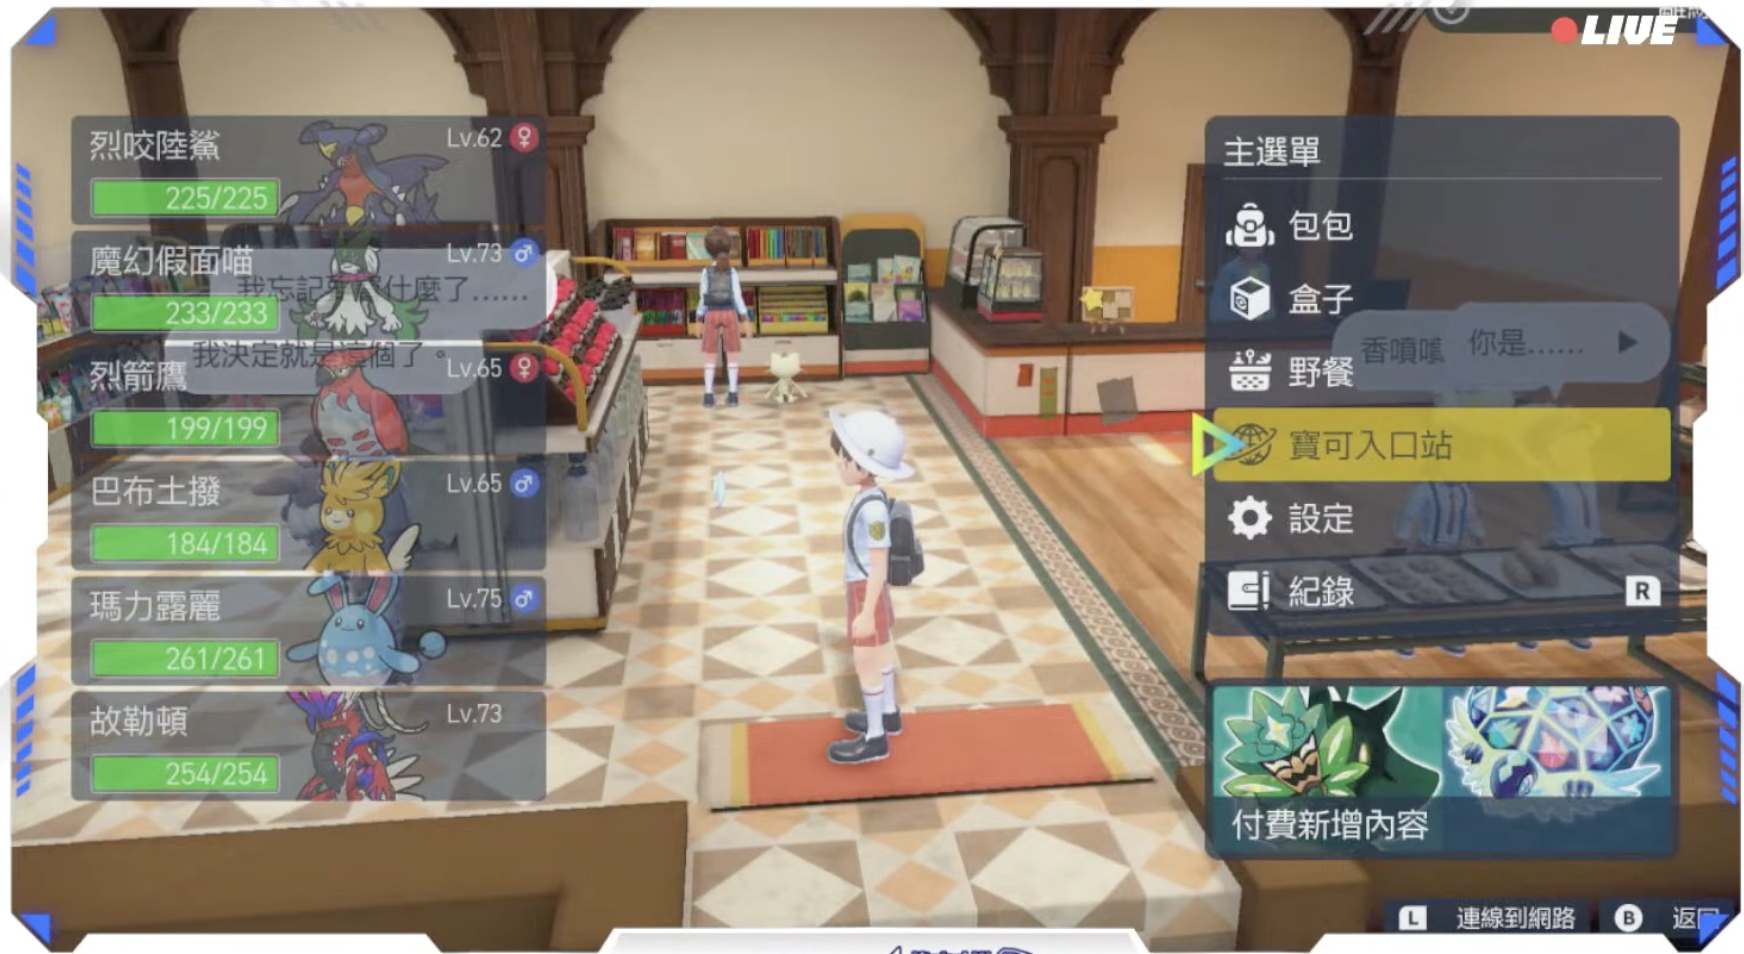 LIVE
烈咬陸鯊
Lv.62
225/225
魔幻假面喵
Lv.73
我忘記
什麼了......
233/233
我決定就是這個了。
烈箭鷹
Lv.65
199/199
巴布土撥
Lv.65
184/184
瑪力露麗
Lv.75
261/261
故勒頓
Lv.73
254/254
主選單
包包
盒子
香噴噴
你是......
野餐
寶可入口站
設定
紀錄
R
付費新增內容
L 連線到網路
B 返回